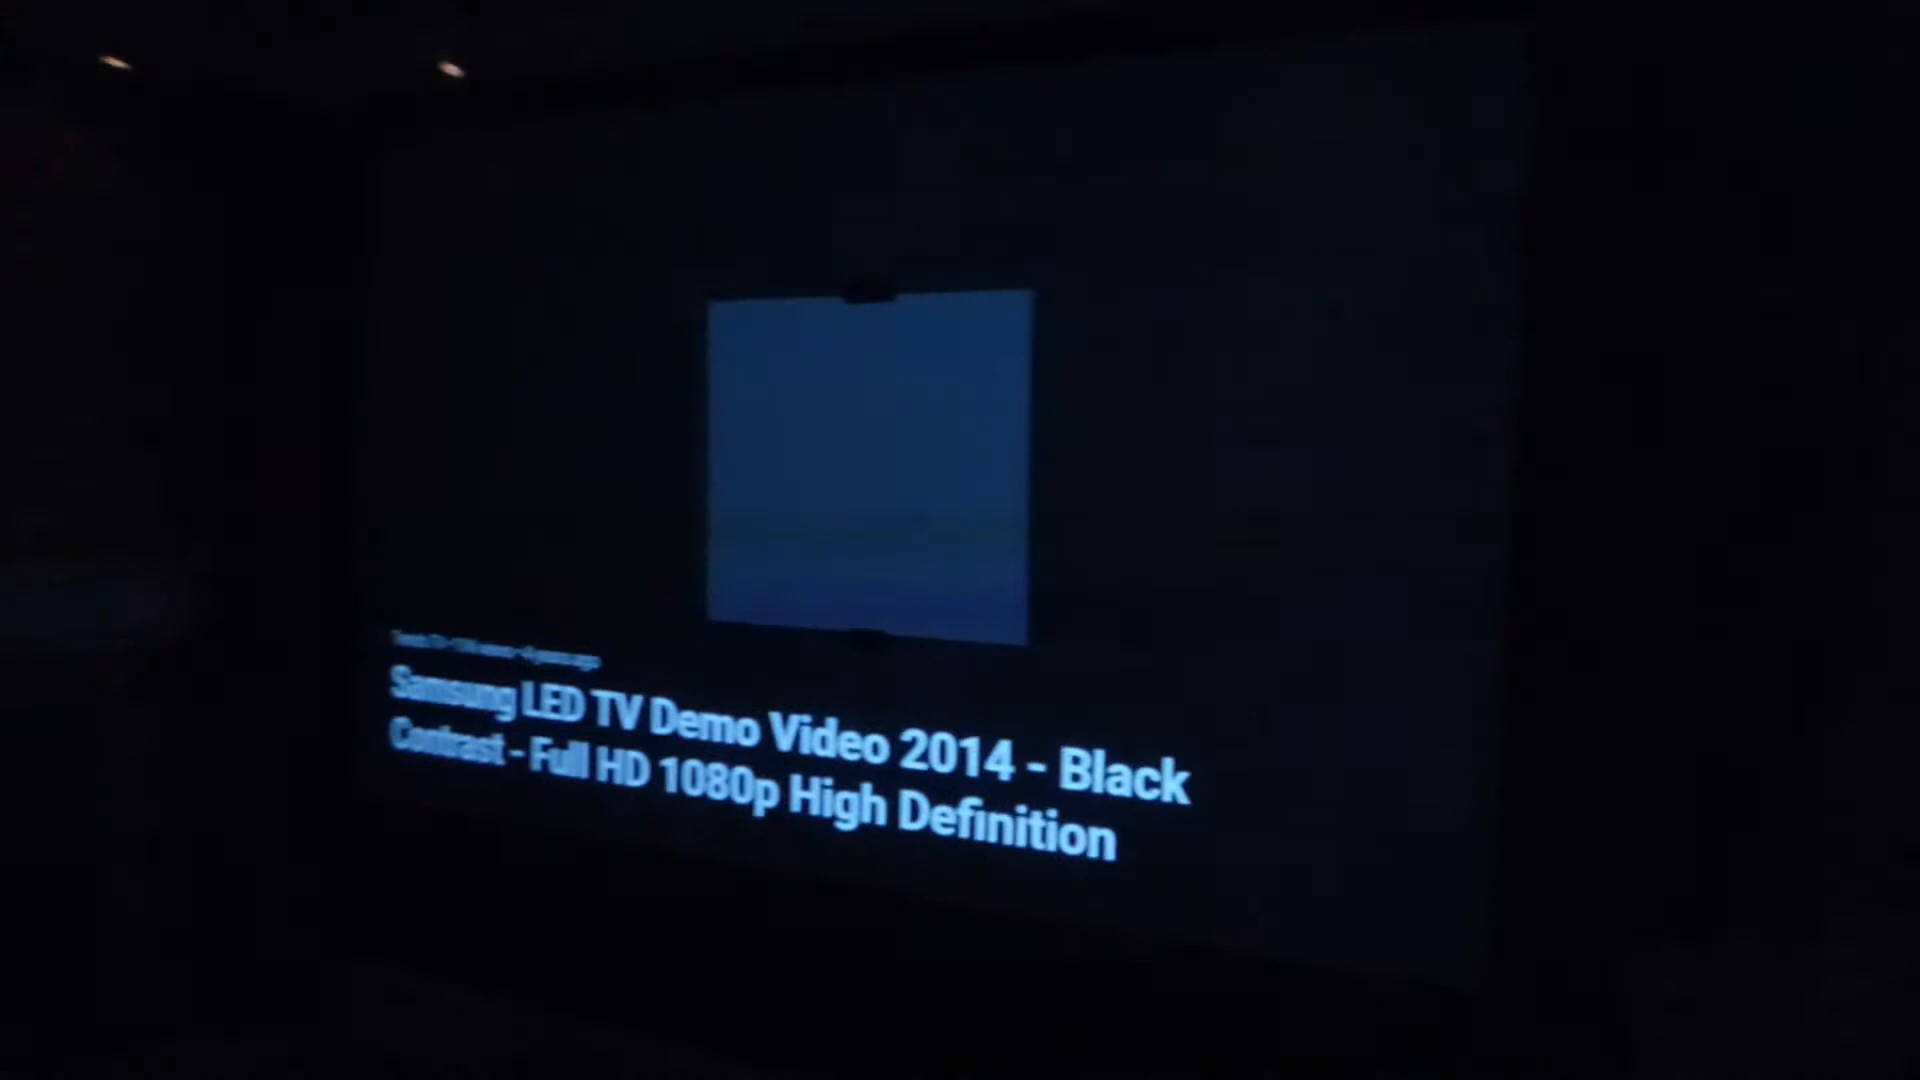 Samsung LED TV Demo Video 2014 - Black
Contrast - Full HD 1080p High Definition